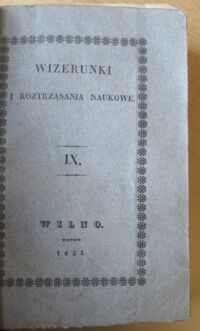 WIZERUNKI
I ROZTRZĄSANIA NAUKOWE.
IX.
WILNO.